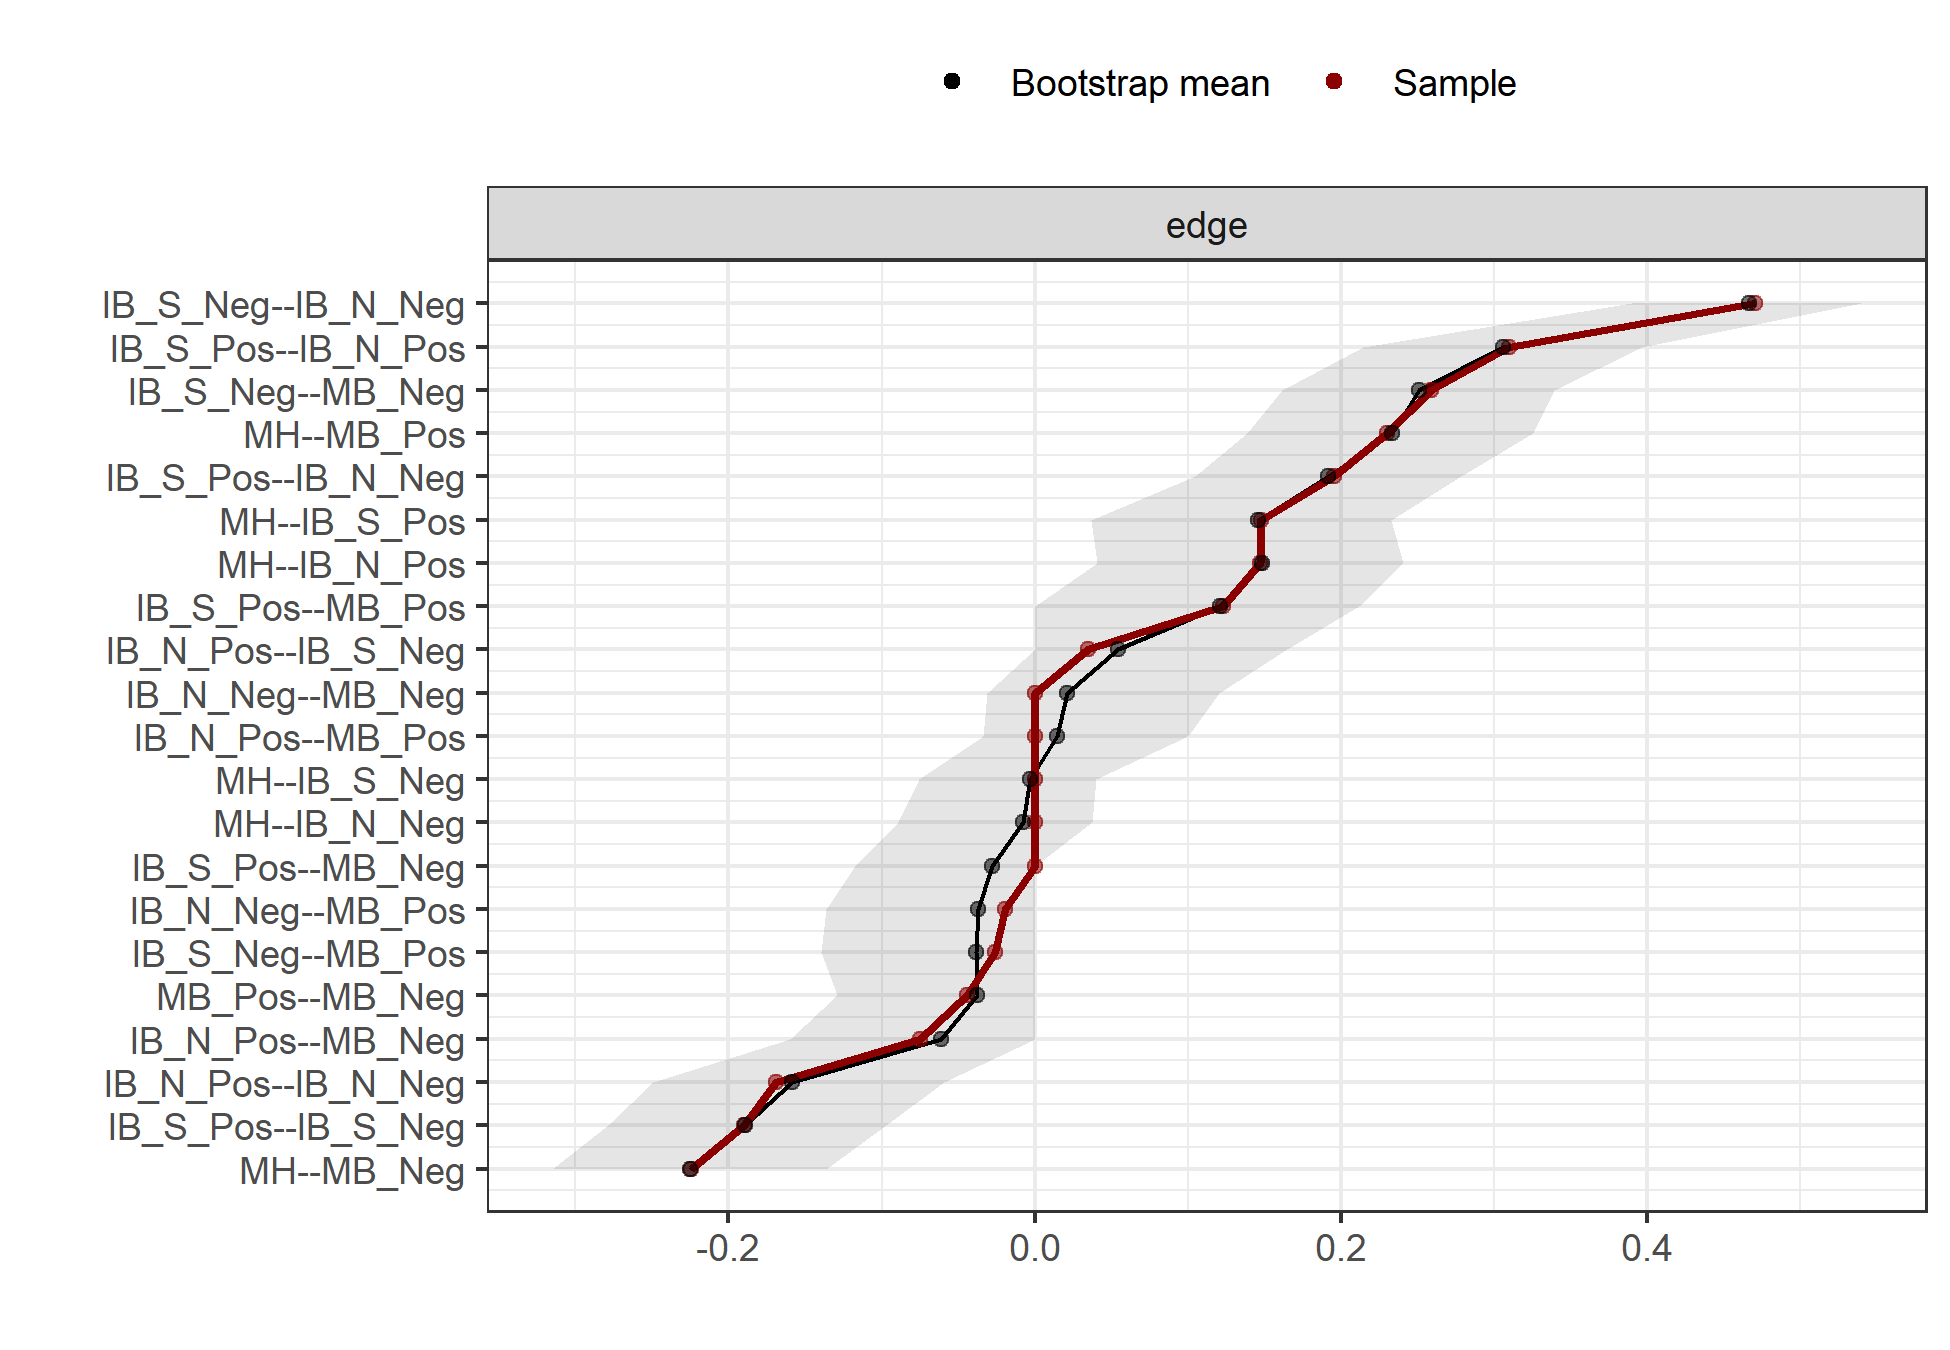 Bootstrap mean Sample
edge
IB_S_Neg--IB_N_Neg
IB_S_Pos--IB_N_Pos
IB_S_Neg--MB_Neg
MH--MB_Pos
IB_S_Pos--IB_N_Neg
MH--IB_S_Pos
MH--IB_N_Pos
IB_S_Pos--MB_Pos
IB_N_Pos--IB_S_Neg
IB_N_Neg--MB_Neg
IB_N_Pos--MB_Pos
MH--IB_S_Neg
MH--IB_N_Neg
IB_S_Pos--MB_Neg
IB_N_Neg--MB_Pos
IB_S_Neg--MB_Pos
MB_Pos--MB_Neg
IB_N_Pos--MB_Neg
IB_N_Pos--IB_N_Neg
IB_S_Pos--IB_S_Neg
MH--MB_Neg
-0.2 0.0 0.2 0.4